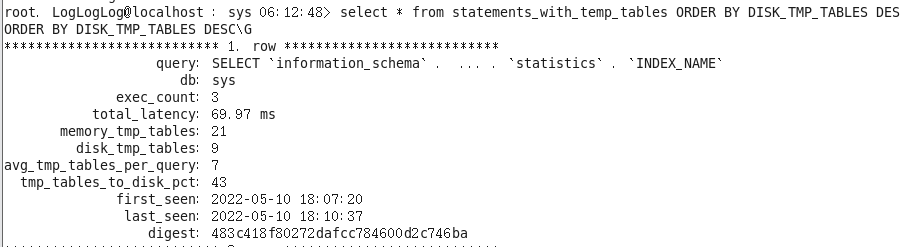 root. LogLogLog@localhost: sys 06:12:48> select * from statements_with_temp_tables ORDER BY DISK_TMP_TABLES DES
ORDER BY DISK_TMP_TABLES DESC\G
*************************** 1. row ***************************
query: SELECT `information_schema` . ... . `statistics` . `INDEX_NAME`
db: sys
exec_count: 3
total_latency: 69.97 ms
memory_tmp_tables: 21
disk_tmp_tables: 9
avg_tmp_tables_per_query: 7
tmp_tables_to_disk_pct: 43
first_seen: 2022-05-10 18:07:20
last_seen: 2022-05-10 18:10:37
digest: 483c418f80272dafcc784600d2c746ba